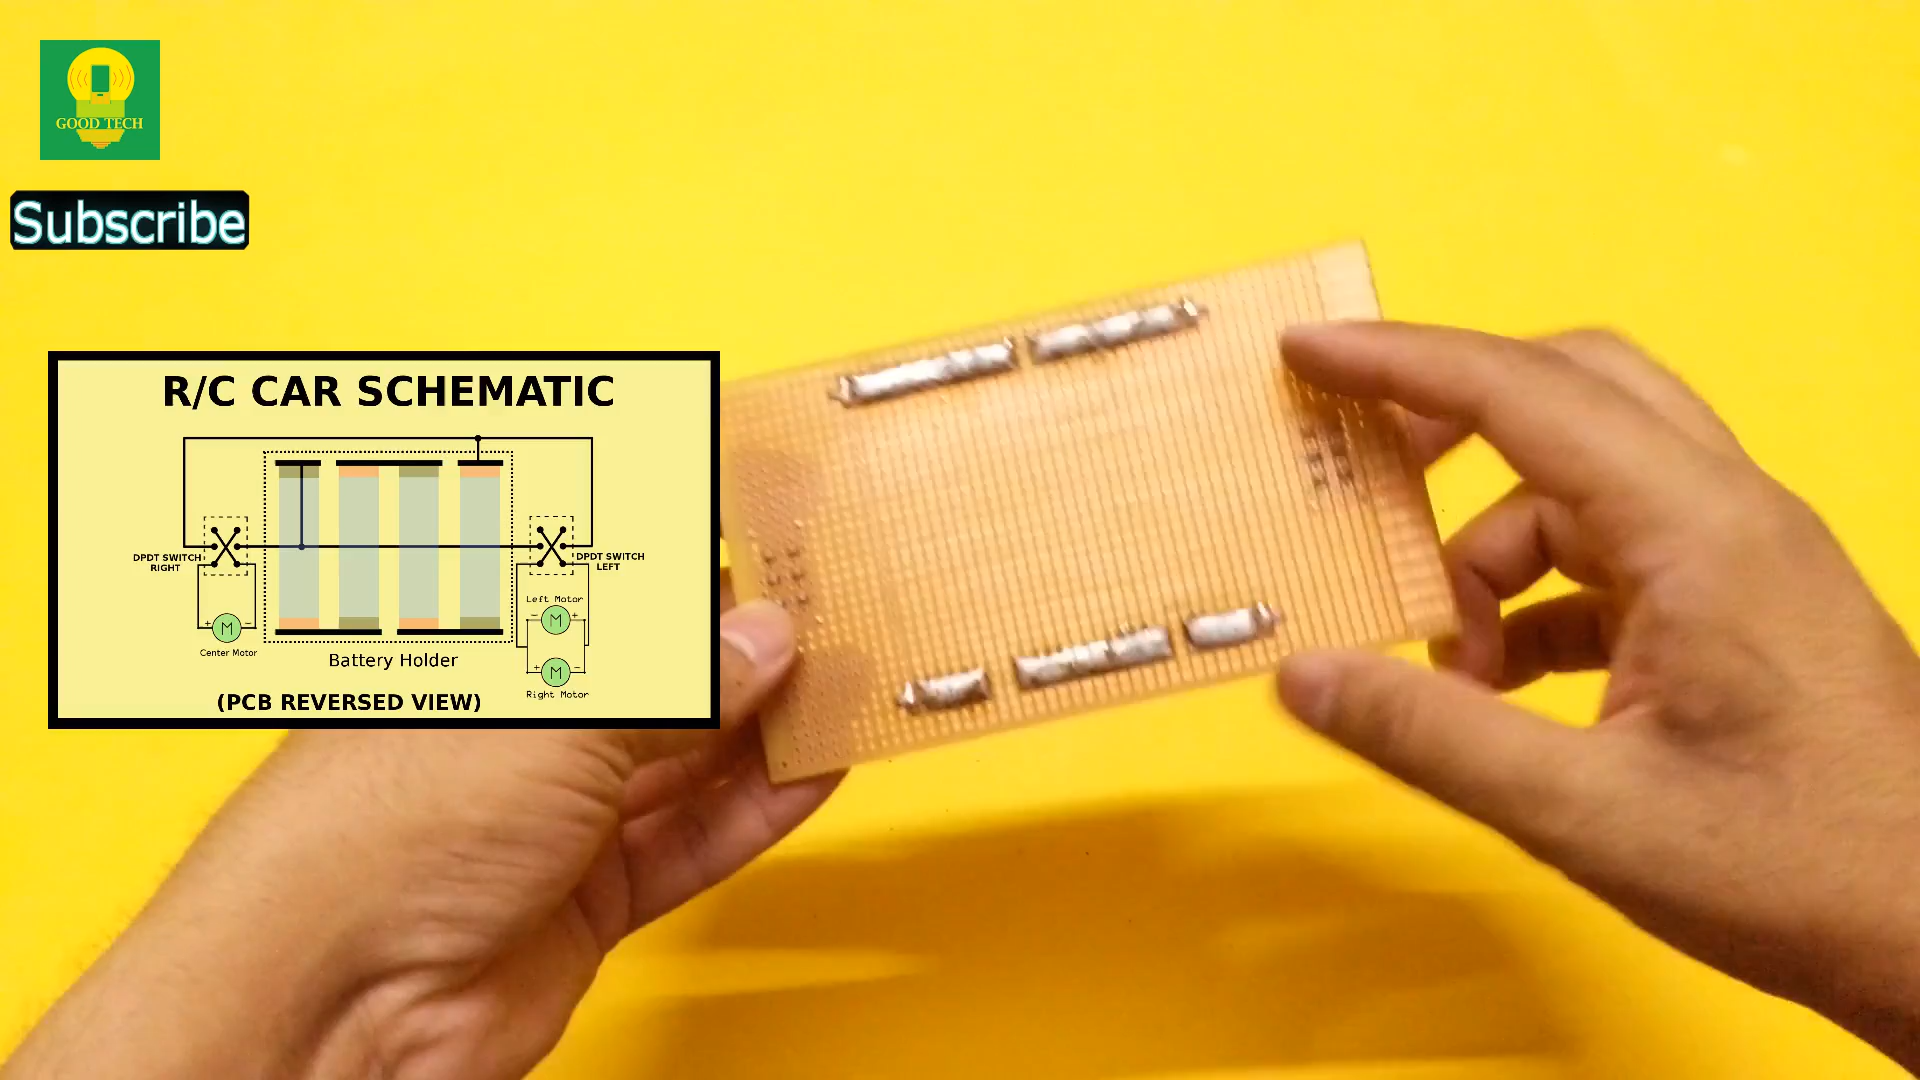 GOOD TECH
Subscribe
R/C CAR SCHEMATIC
DPDT SWITCH
RIGHT
DPDT SWITCH
LEFT
Left Motor
- +
M
+ M -
Center Motor
+ M -
Right Motor
Battery Holder
(PCB REVERSED VIEW)